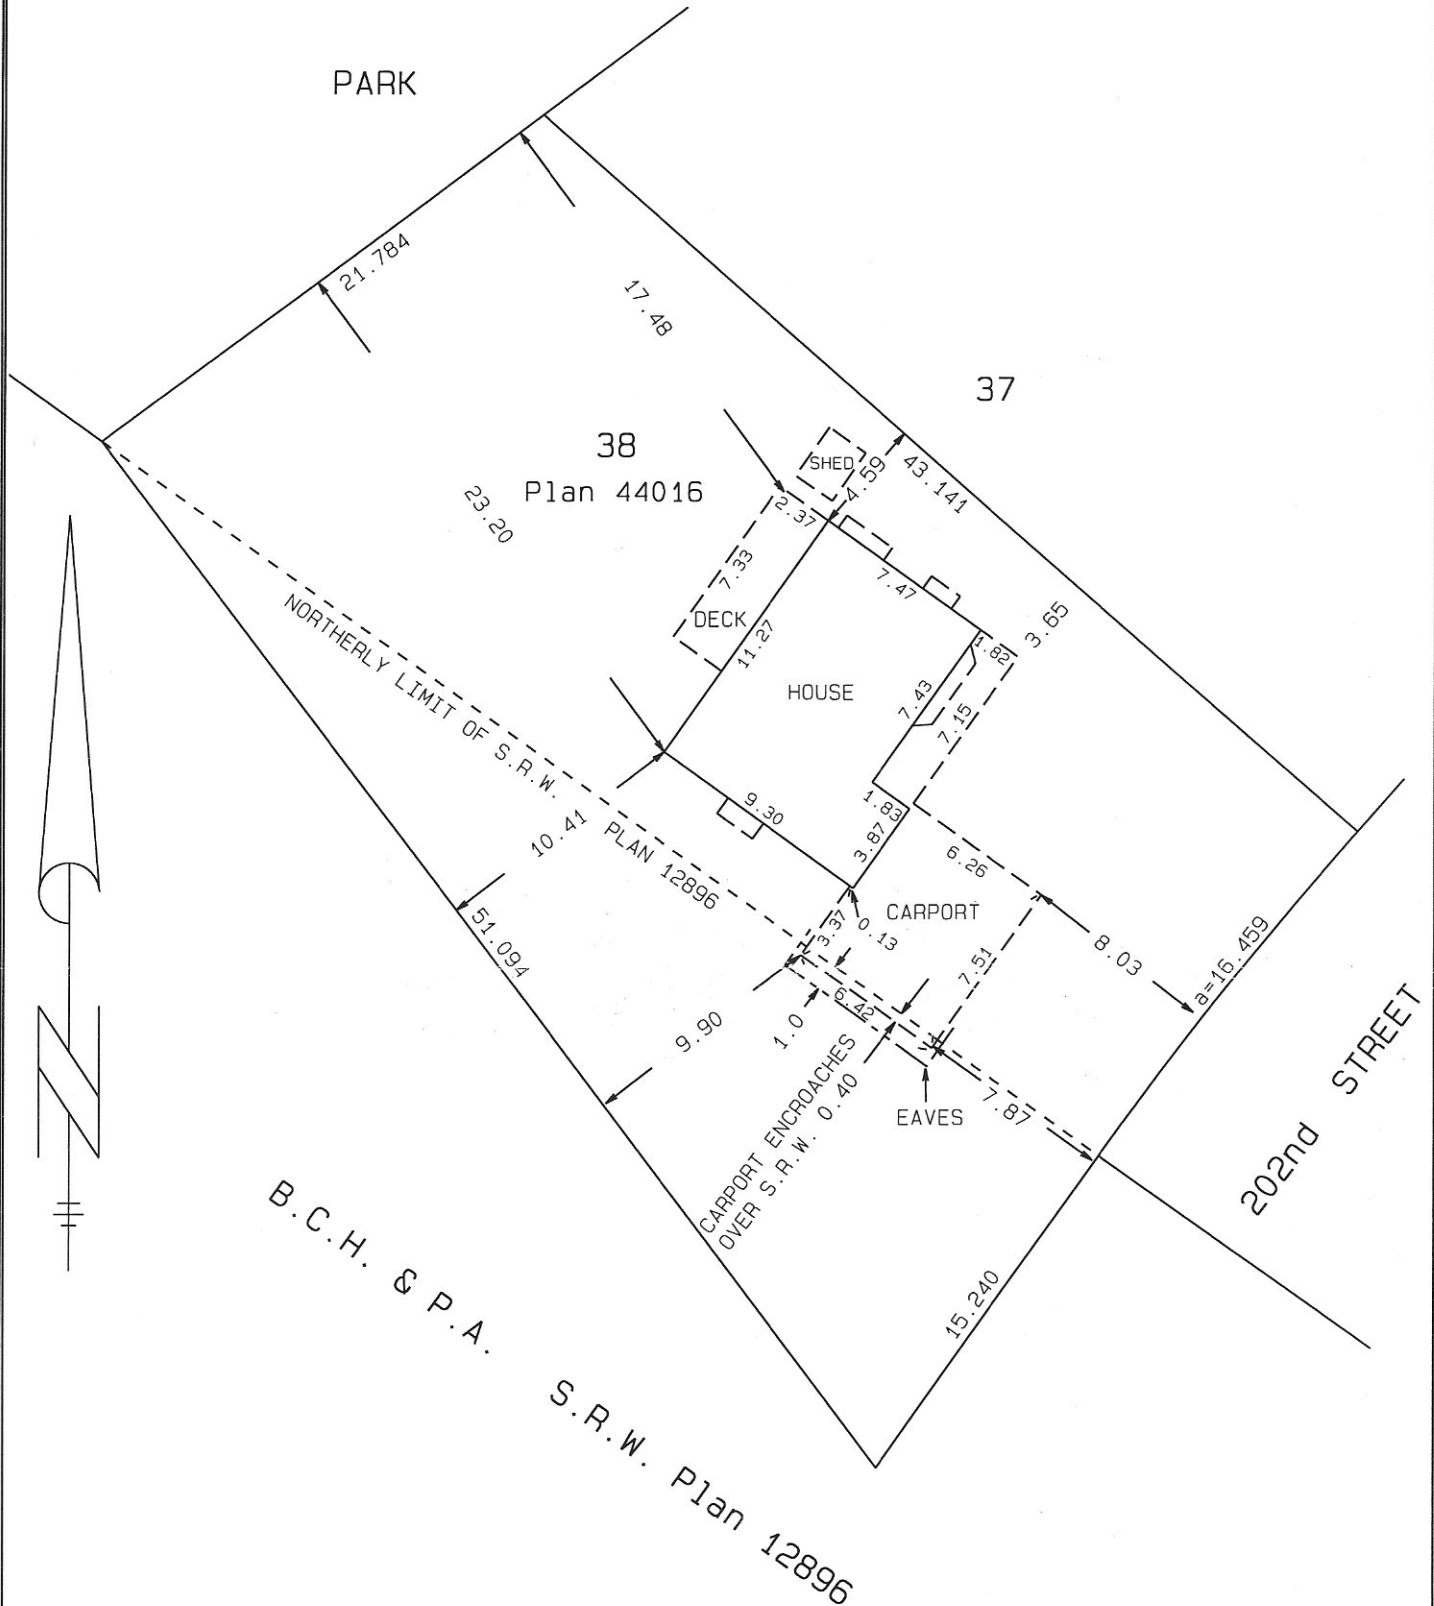 PARK
21.784
17.48
37
38
Plan 44016
SHED
4.59
43.141
23.20
2.37
7.33
7.47
DECK
11.27
3.65
1.82
HOUSE
7.43
7.15
NORTHERLY LIMIT OF S.R.W. PLAN 12896
9.30
1.83
3.87
10.41
6.26
CARPORT
3.37
0.13
8.03
a=16.459
51.094
7.51
6.42
1.0
9.90
CARPORT ENCROACHES
OVER S.R.W. 0.40
EAVES
7.87
202nd STREET
15.240
N
B.C.H. & P.A. S.R.W. Plan 12896